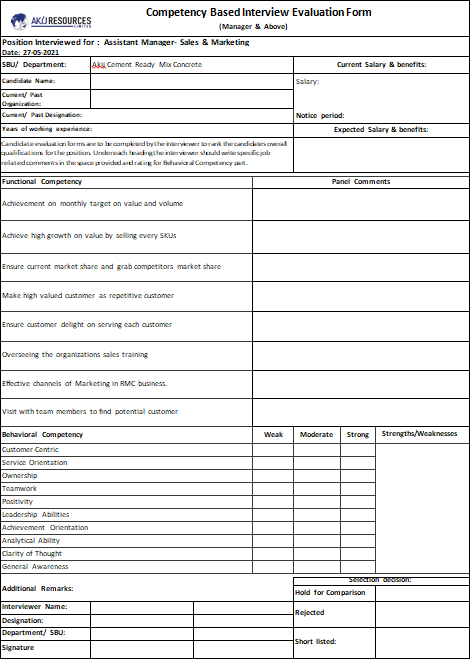 AKIJ RESOURCES
LIMITED
Competency Based Interview Evaluation Form
(Manager & Above)
Position Interviewed for : Assistant Manager- Sales & Marketing
Date: 27-05-2021
SBU/ Department:
Akij Cement Ready Mix Concrete
Current Salary & benefits:
Candidate Name:
Salary:
Current/ Past
Organization:
Current/ Past Designation:
Notice period:
Years of working experience:
Expected Salary & benefits:
Candidate evaluation forms are to be completed by the interviewer to rank the candidates overall
qualifications for the position. Under each heading the interviewer should write specific job
related comments in the space provided and rating for Behavioral Competency part.
Functional Competency
Panel Comments
Achievement on monthly target on value and volume
Achieve high growth on value by selling every SKUs
Ensure current market share and grab competitors market share
Make high valued customer as repetitive customer
Ensure customer delight on serving each customer
Overseeing the organizations sales training
Effective channels of Marketing in RMC business.
Visit with team members to find potential customer
Behavioral Competency
Weak
Moderate
Strong
Strengths/Weaknesses
Customer Centric
Service Orientation
Ownership
Teamwork
Positivity
Leadership Abilities
Achievement Orientation
Analytical Ability
Clarity of Thought
General Awareness
Additional Remarks:
Selection decision:
Hold for Comparison
Interviewer Name:
Rejected
Designation:
Department/ SBU:
Short listed:
Signature